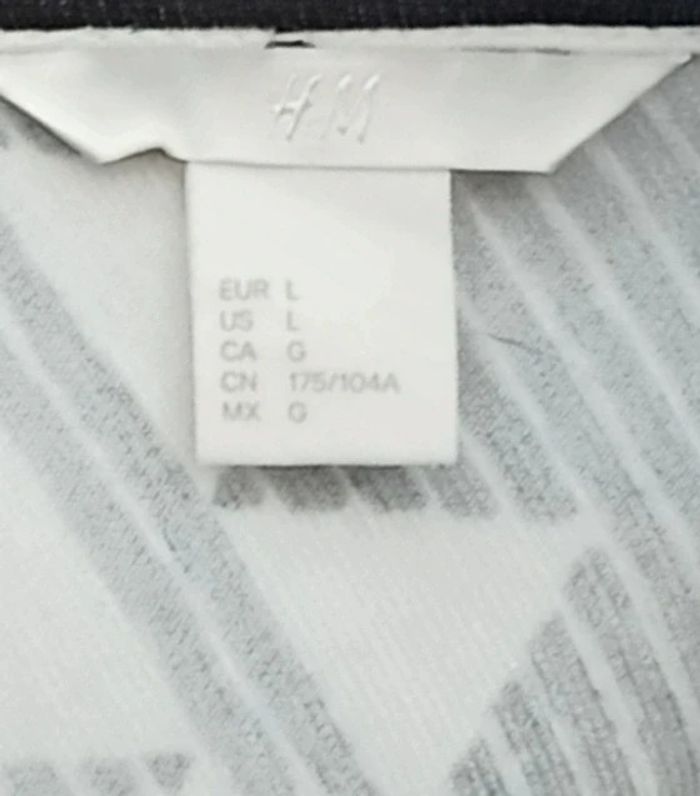 H M
EUR L
US L
CA G
CN 175/104A
MX G